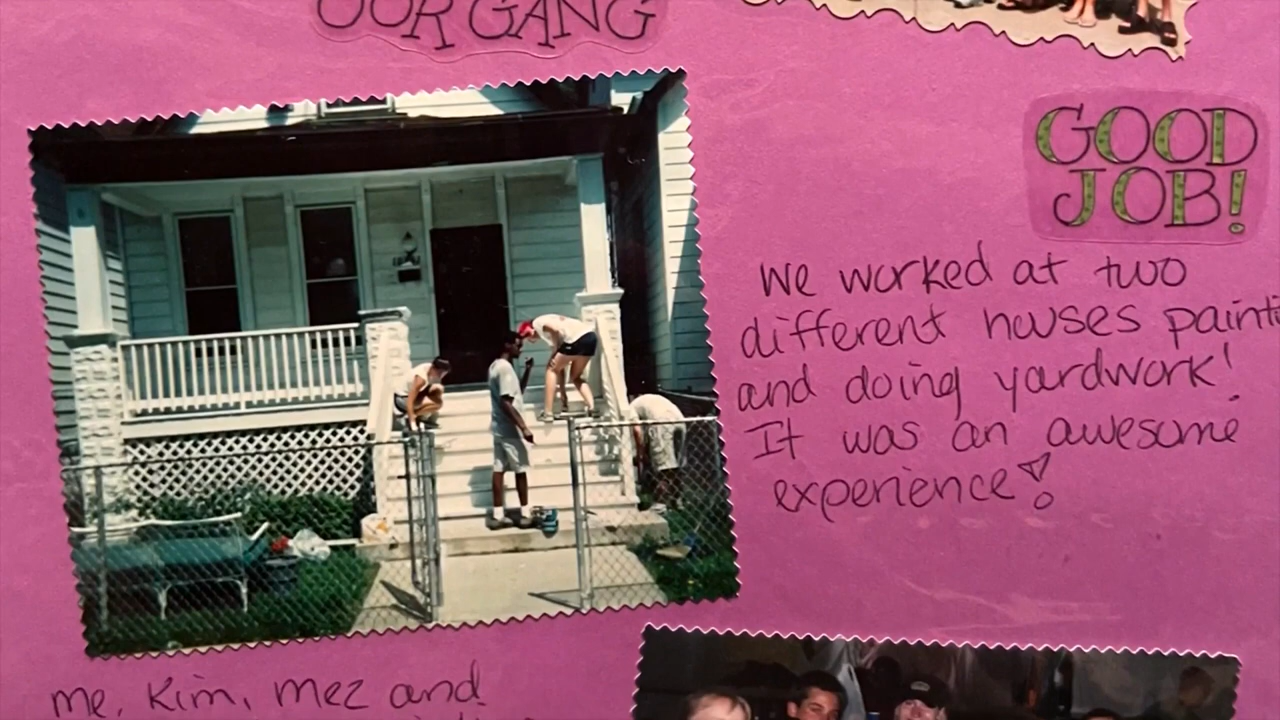 OUR GANG
GOOD
JOB!
We worked at two
different houses painti
and doing yardwork!
It was an awesome
experience!
me, Kim, Mez and